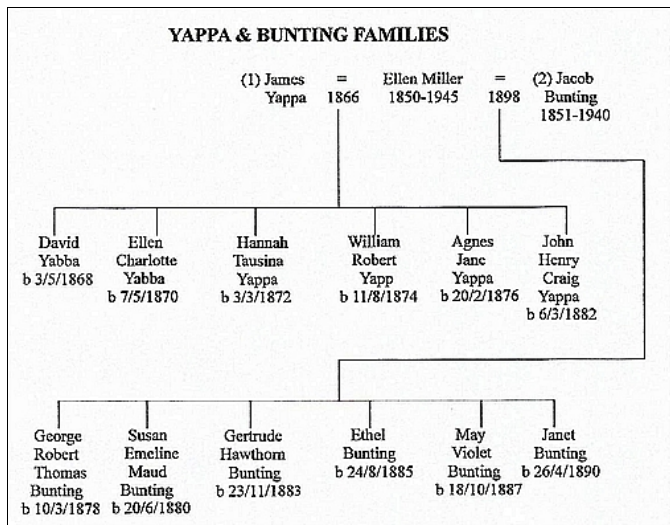 YAPPA & BUNTING FAMILIES
(1) James = Ellen Miller = (2) Jacob
Yappa 1866 1850-1945 1898 Bunting
1851-1940
David Ellen Hannah William Agnes John
Yabba Charlotte Tausina Robert Jane Henry
b 3/5/1868 Yabba Yappa Yapp Yappa Craig
b 7/5/1870 b 3/3/1872 b 11/8/1874 b 20/2/1876 Yappa
b 6/3/1882
George Susan Gertrude Ethel May Janet
Robert Emeline Hawthorn Bunting Violet Bunting
Thomas Maud Bunting b 24/8/1885 Bunting b 26/4/1890
Bunting Bunting b 23/11/1883 b 18/10/1887
b 10/3/1878 b 20/6/1880